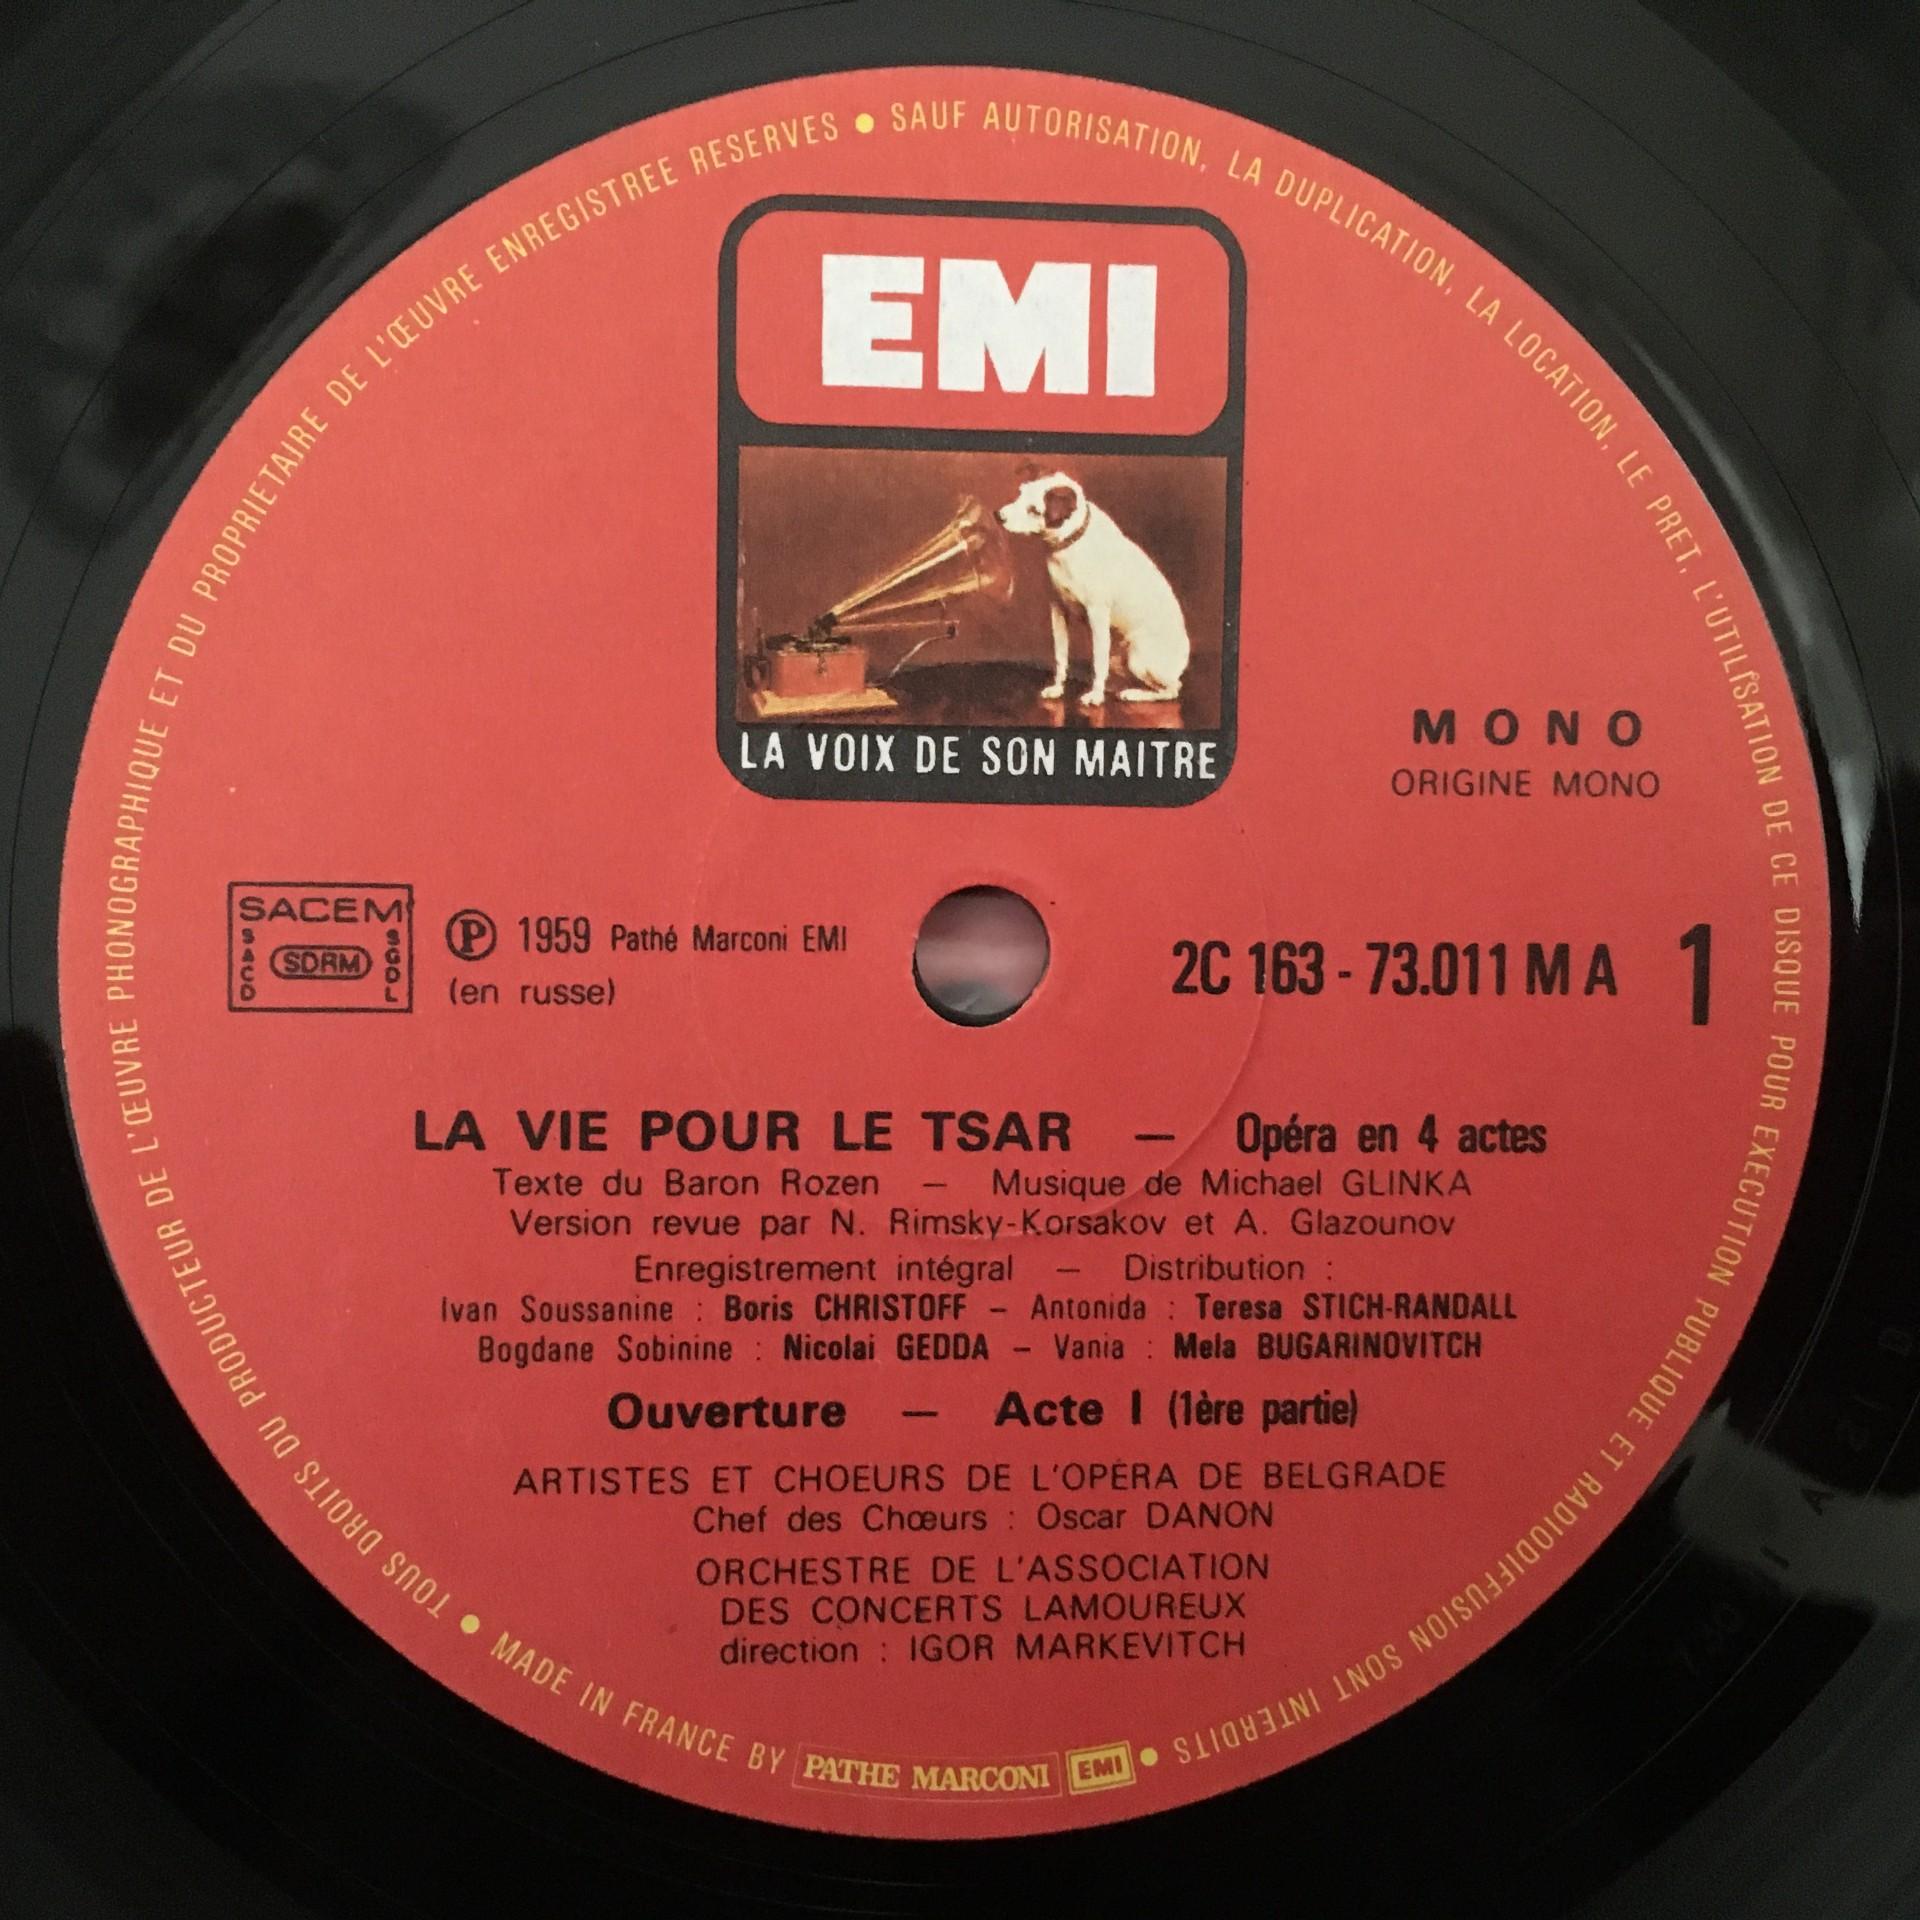 TOUS DROITS DU PRODUCTEUR DE L'ŒUVRE PHONOGRAPHIQUE ET DU PROPRIETAIRE DE L'ŒUVRE ENREGISTREE RESERVES • SAUF AUTORISATION, LA DUPLICATION, LA LOCATION, LE PRET, L'UTILISATION DE CE DISQUE POUR EXECUTION PUBLIQUE ET RADIODIFFUSION SONT INTERDITS •
EMI
LA VOIX DE SON MAITRE
MONO
ORIGINE MONO
SACEM
SACD SDRM SGDL
Ⓟ 1959 Pathé Marconi EMI
(en russe)
2C 163 - 73.011 M A 1
LA VIE POUR LE TSAR — Opéra en 4 actes
Texte du Baron Rozen — Musique de Michael GLINKA
Version revue par N. Rimsky-Korsakov et A. Glazounov
Enregistrement intégral — Distribution :
Ivan Soussanine : Boris CHRISTOFF – Antonida : Teresa STICH-RANDALL
Bogdane Sobinine : Nicolai GEDDA – Vania : Mela BUGARINOVITCH
Ouverture — Acte I (1ère partie)
ARTISTES ET CHOEURS DE L'OPÉRA DE BELGRADE
Chef des Chœurs : Oscar DANON
ORCHESTRE DE L'ASSOCIATION
DES CONCERTS LAMOUREUX
direction : IGOR MARKEVITCH
• MADE IN FRANCE BY PATHE MARCONI EMI